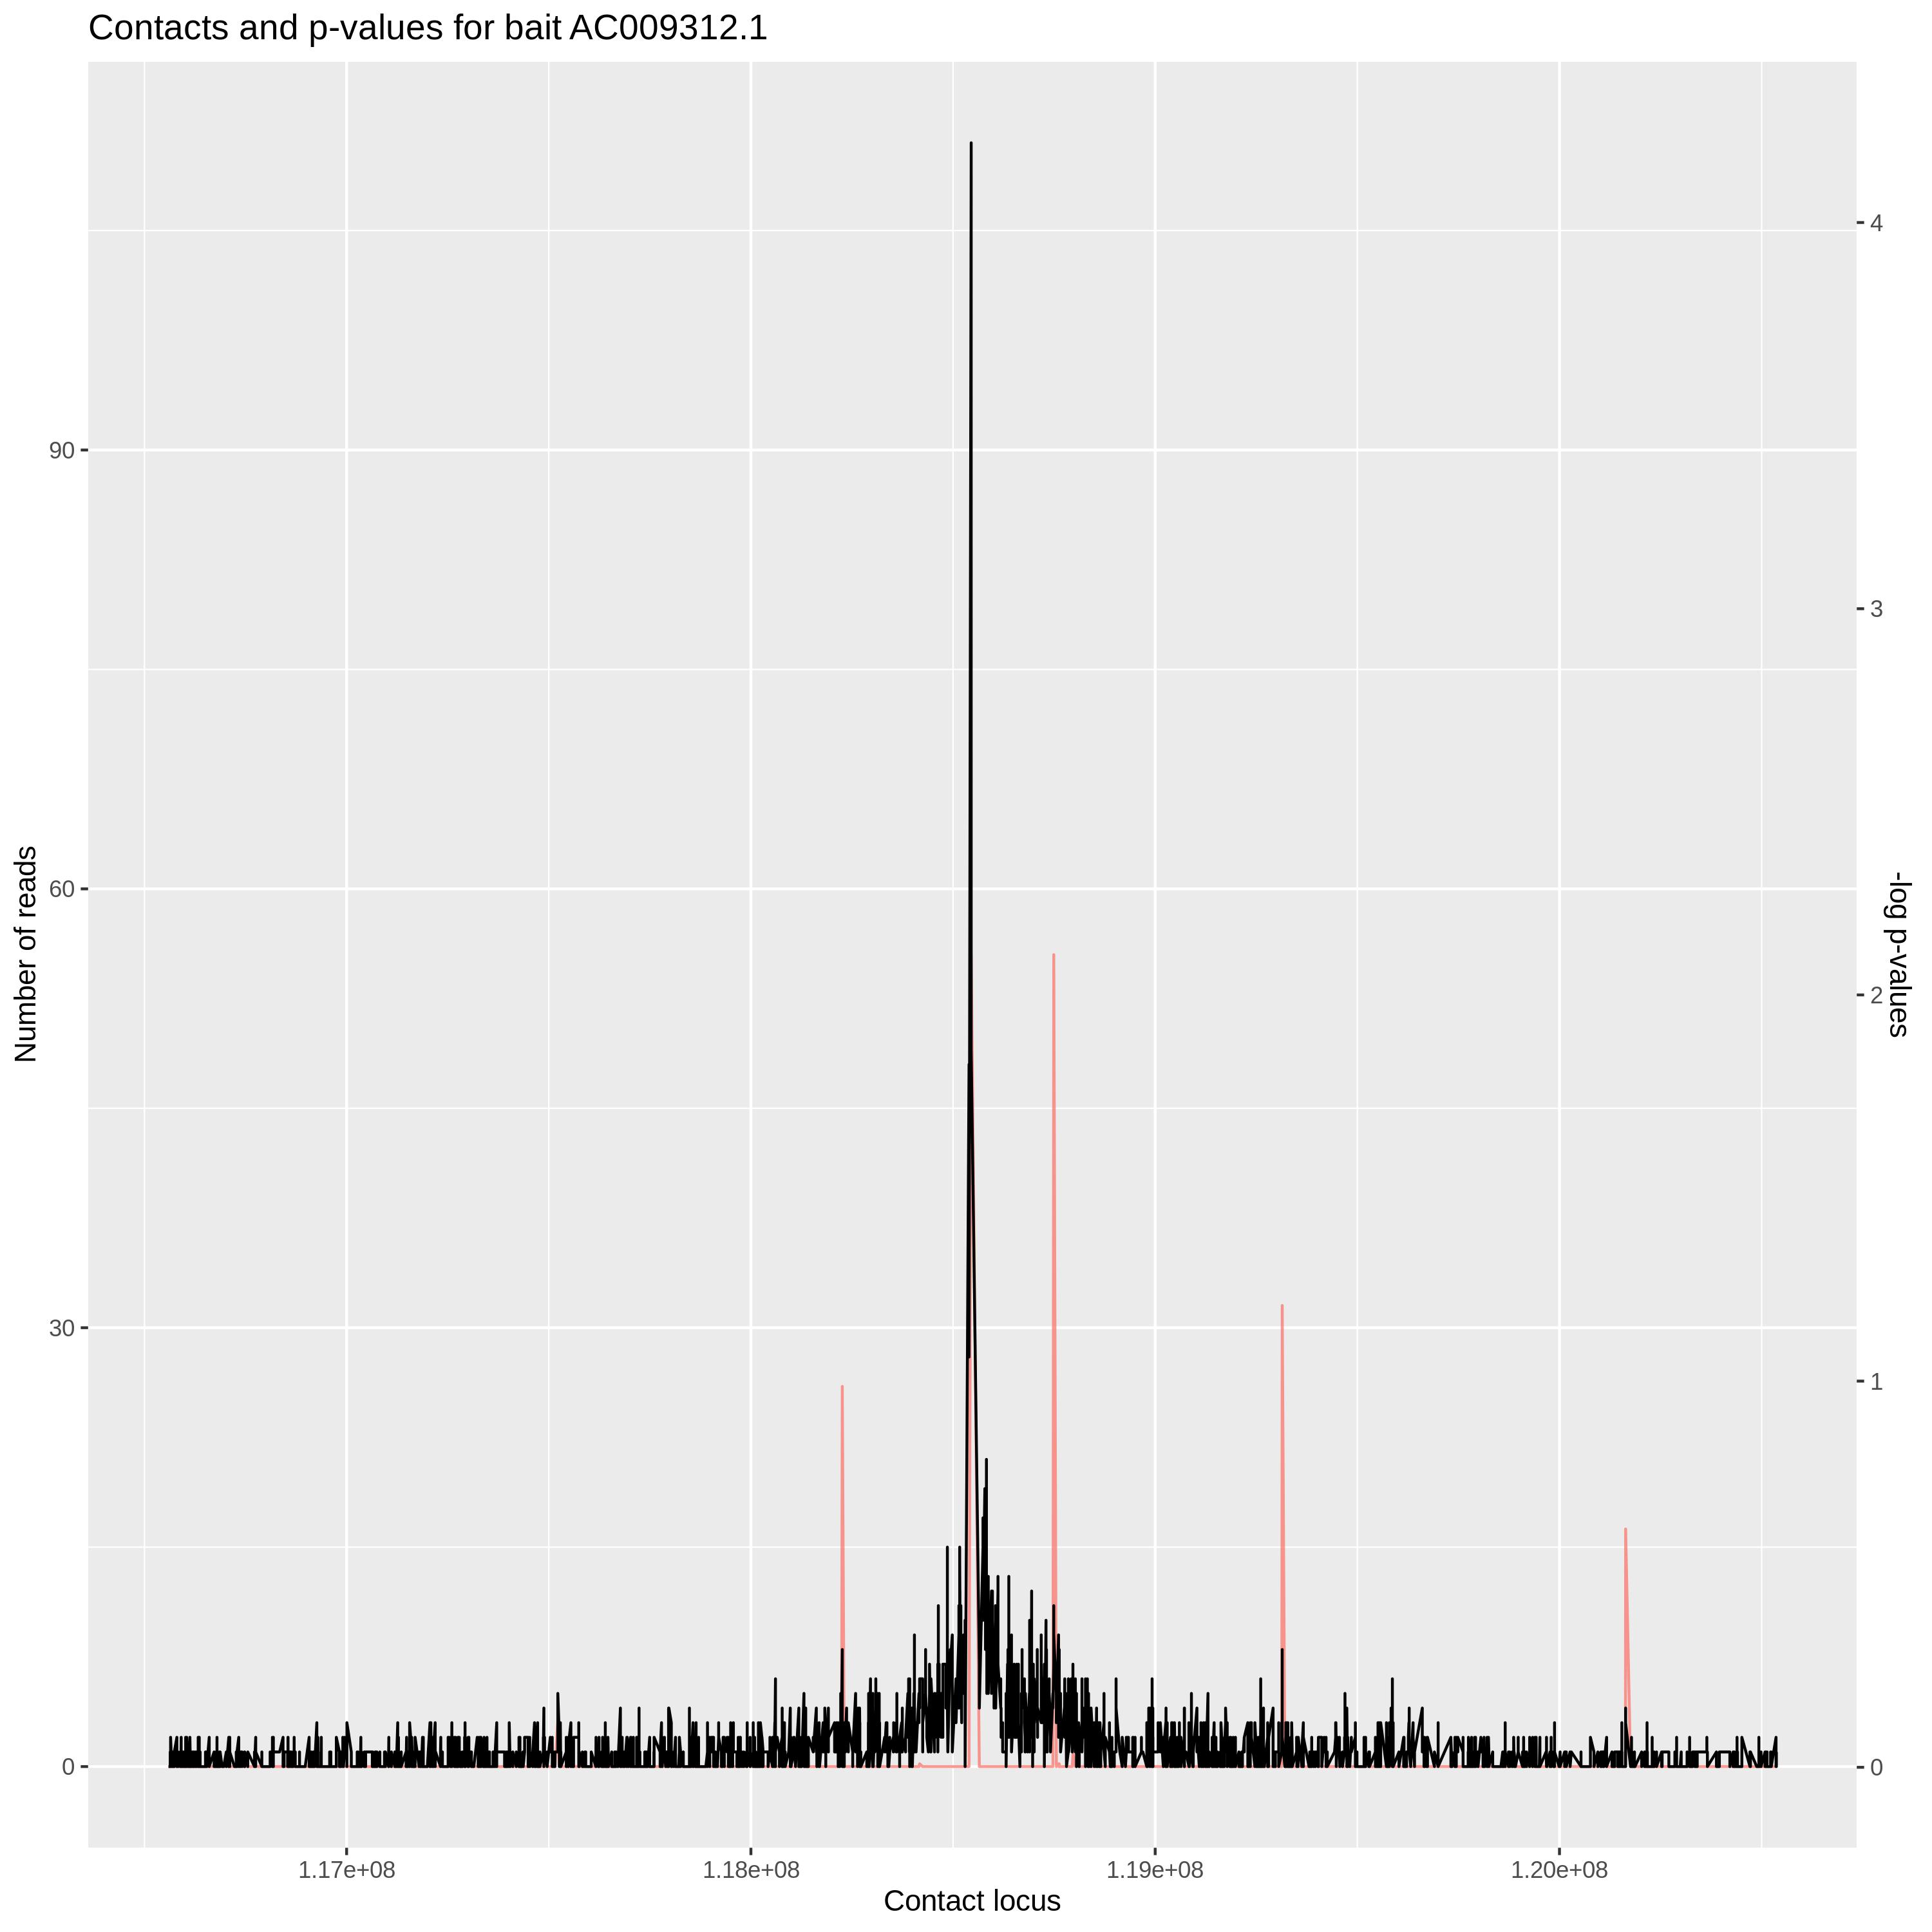 Contacts and p-values for bait AC009312.1
Number of reads
90
60
30
0
4
3
2
1
0
-log p-values
1.17e+08
1.18e+08
1.19e+08
1.20e+08
Contact locus